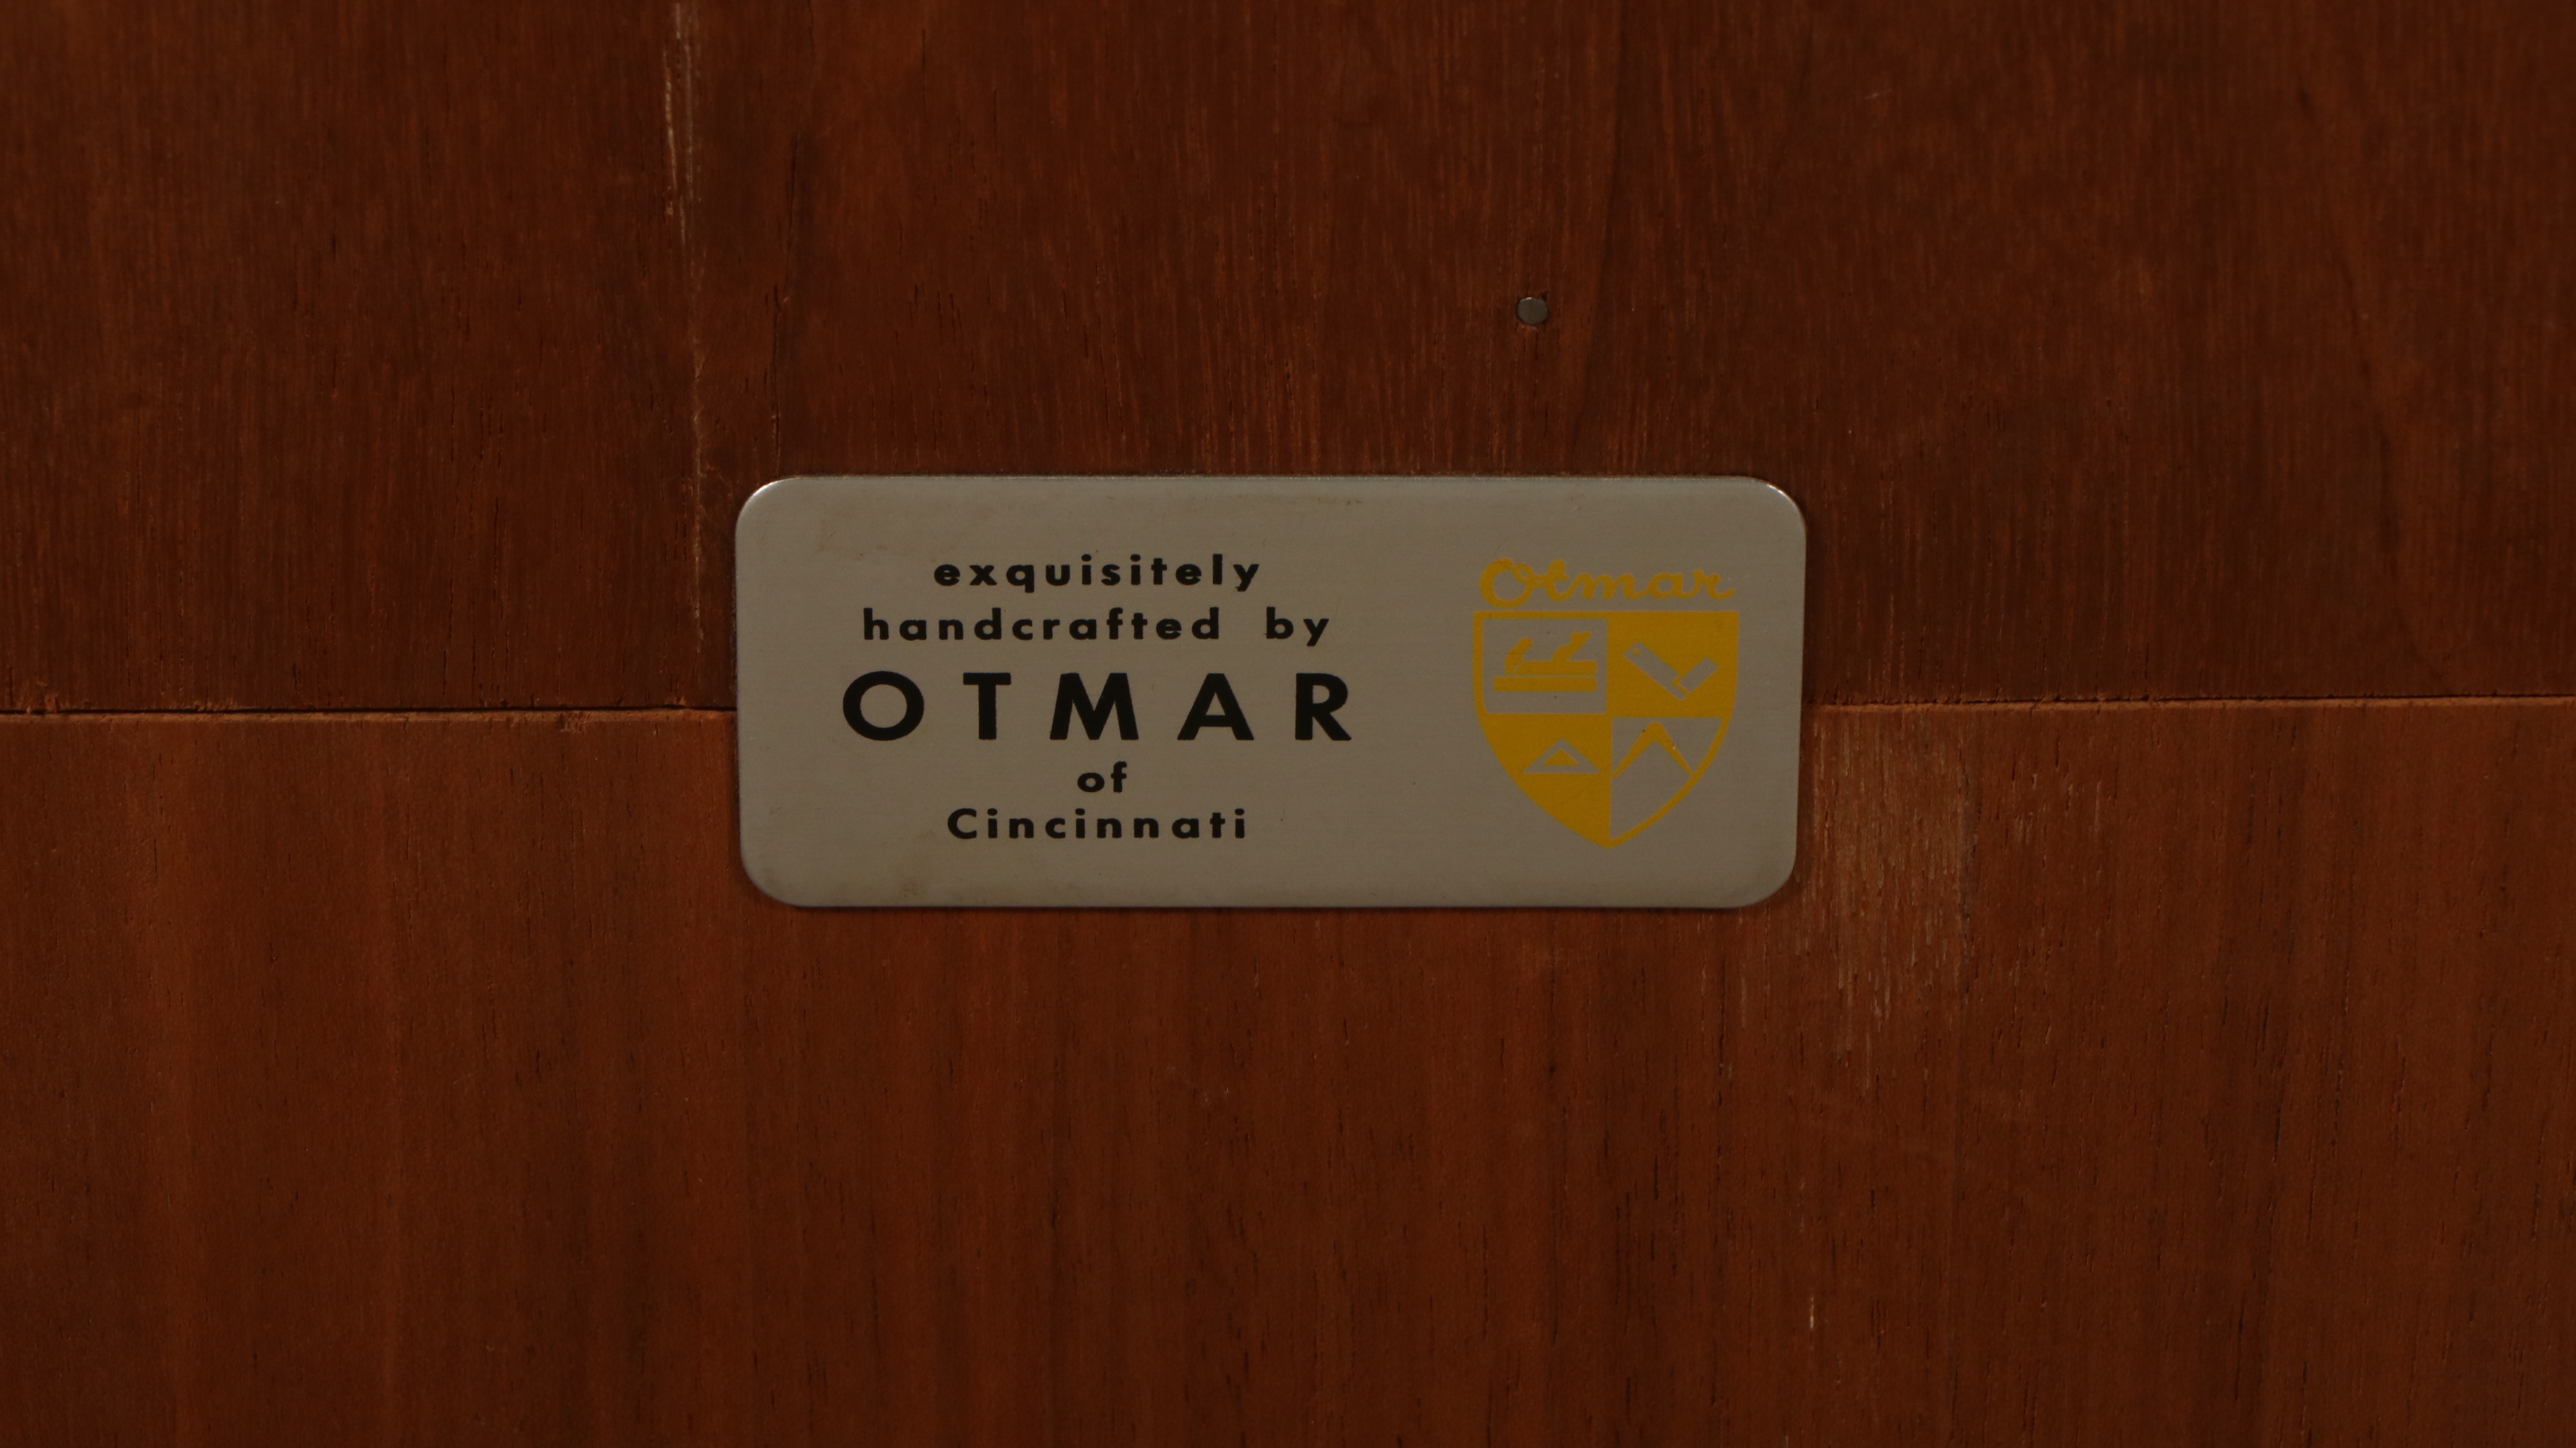 exquisitely
handcrafted by
OTMAR
of
Cincinnati
Otmar